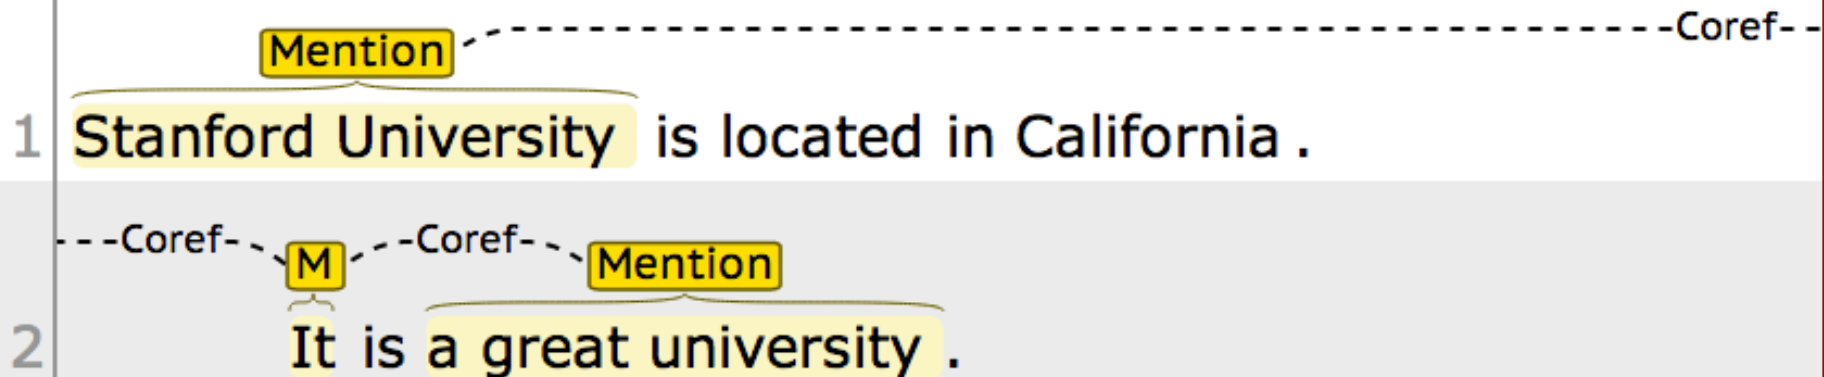 Mention Coref
1 Stanford University is located in California .
Coref M Coref Mention
2 It is a great university .